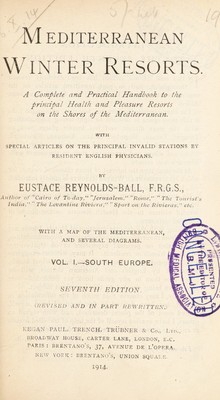 MEDITERRANEAN
WINTER RESORTS.
A Complete and Practical Handbook to the
principal Health and Pleasure Resorts
on the Shores of the Mediterranean.
WITH
SPECIAL ARTICLES ON THE PRINCIPAL INVALID STATIONS BY
RESIDENT ENGLISH PHYSICIANS.
BY
EUSTACE REYNOLDS-BALL, F.R.G.S.,
Author of "Cairo of To-day," "Jerusalem," "Rome," "The Tourist's
India," "The Levantine Riviera," "Sport on the Rivieras," etc.
WITH A MAP OF THE MEDITERRANEAN,
AND SEVERAL DIAGRAMS.
VOL. I.—SOUTH EUROPE.
SEVENTH EDITION
(REVISED AND IN PART REWRITTEN)
KEGAN PAUL, TRENCH, TRÜBNER & CO., LTD.,
BROADWAY HOUSE, CARTER LANE, LONDON, E.C.
PARIS: BRENTANO'S, 37, AVENUE DE L'OPERA.
NEW YORK: BRENTANO'S, UNION SQUARE.
1914.
PRESENTED